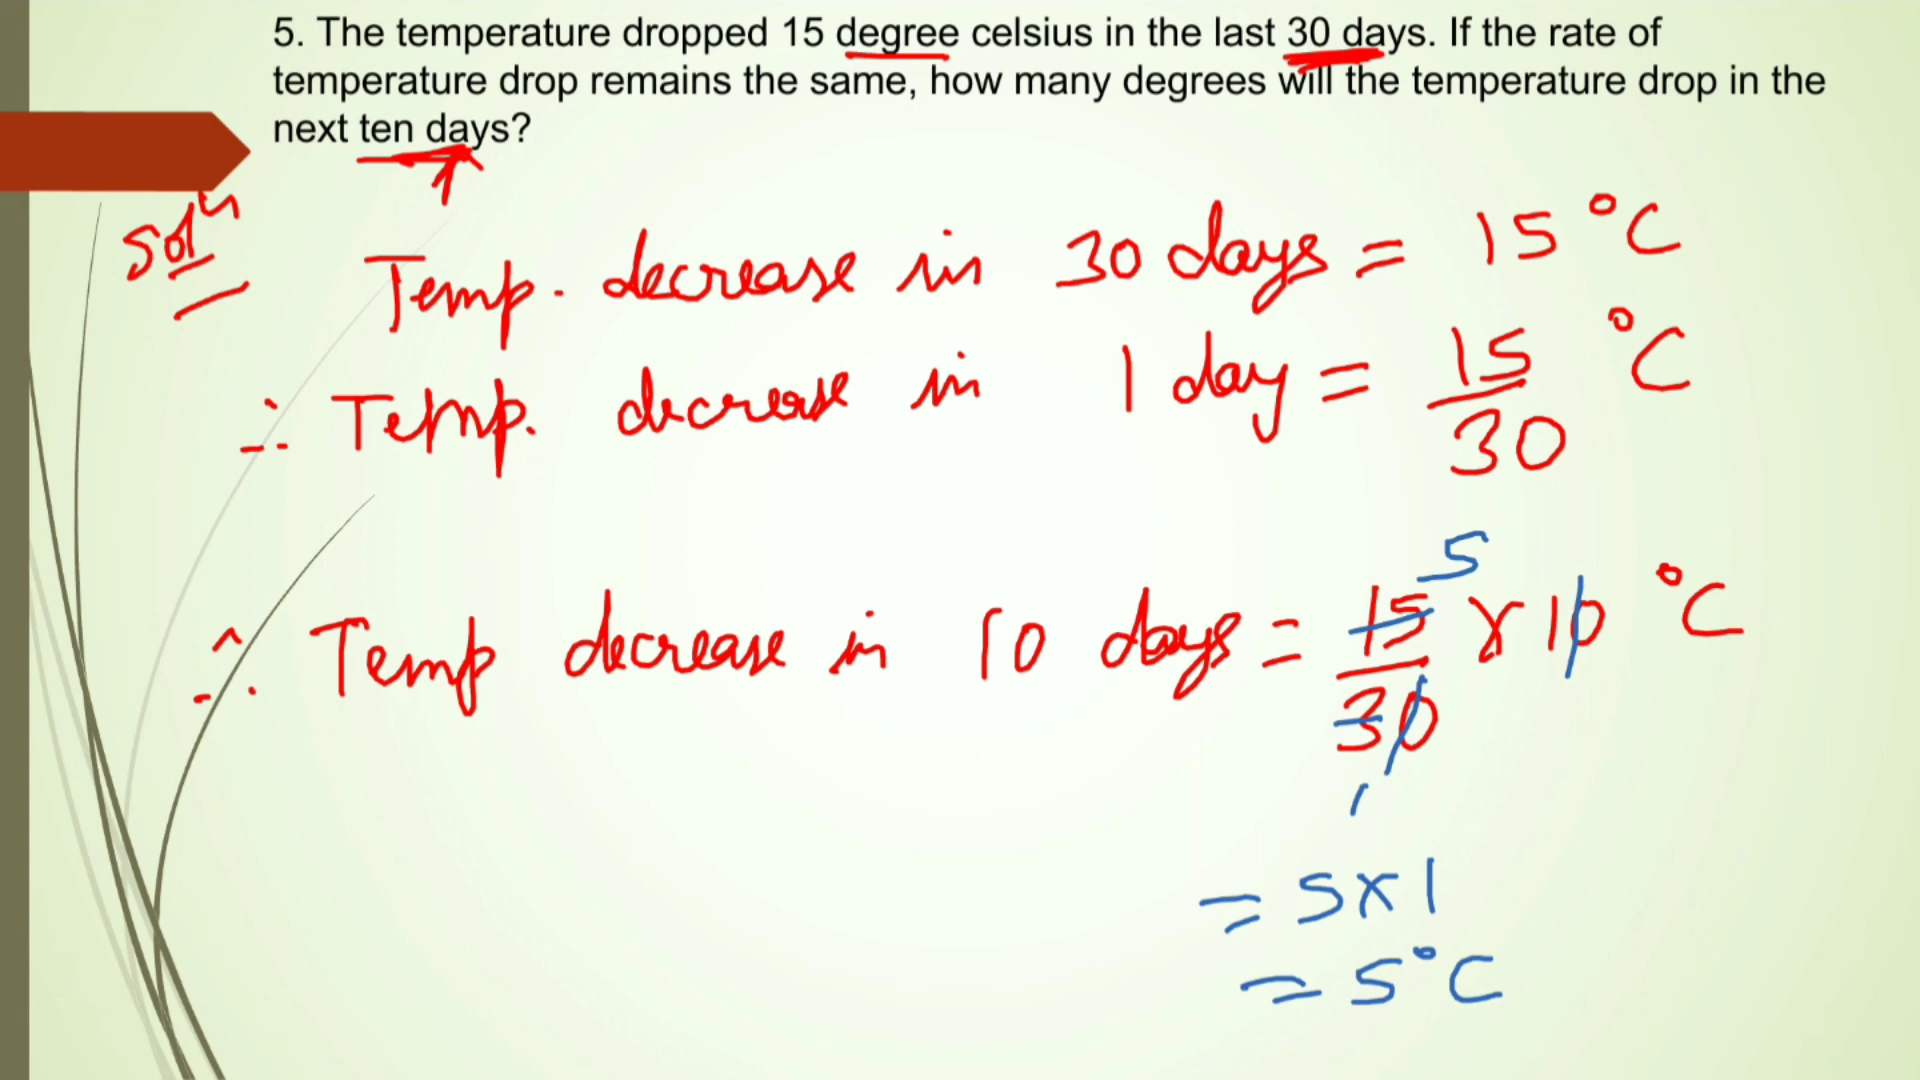 5. The temperature dropped 15 degree celsius in the last 30 days. If the rate of
temperature drop remains the same, how many degrees will the temperature drop in the
next ten days?
Solⁿ
Temp. decrease in 30 days = 15 °C
∴ Temp. decrease in 1 day = 15/30 °C
∴ Temp decrease in 10 days = 15/30 x 10 °C
5
1
= 5 x 1
= 5°C